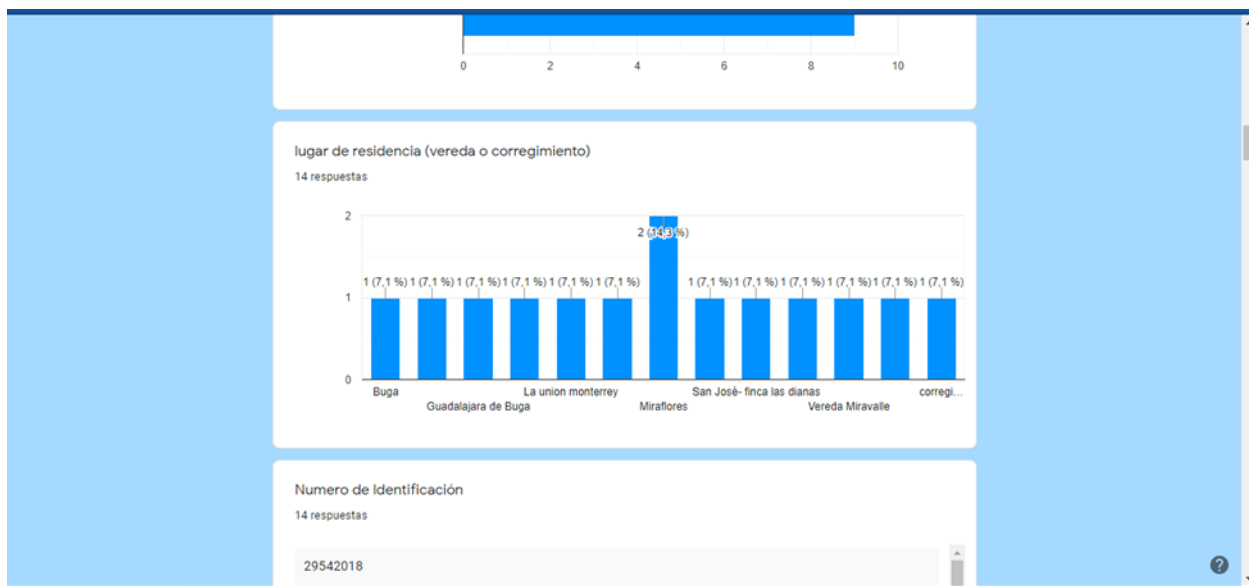 0 2 4 6 8 10
lugar de residencia (vereda o corregimiento)
14 respuestas
2
2 (14,3 %)
1 (7,1 %) 1 (7,1 %) 1 (7,1 %) 1 (7,1 %) 1 (7,1 %) 1 (7,1 %) 1 (7,1 %) 1 (7,1 %) 1 (7,1 %) 1 (7,1 %) 1 (7,1 %) 1 (7,1 %)
1
0
Buga La union monterrey San Josè- finca las dianas corregi...
Guadalajara de Buga Miraflores Vereda Miravalle
Numero de Identificación
14 respuestas
29542018
?